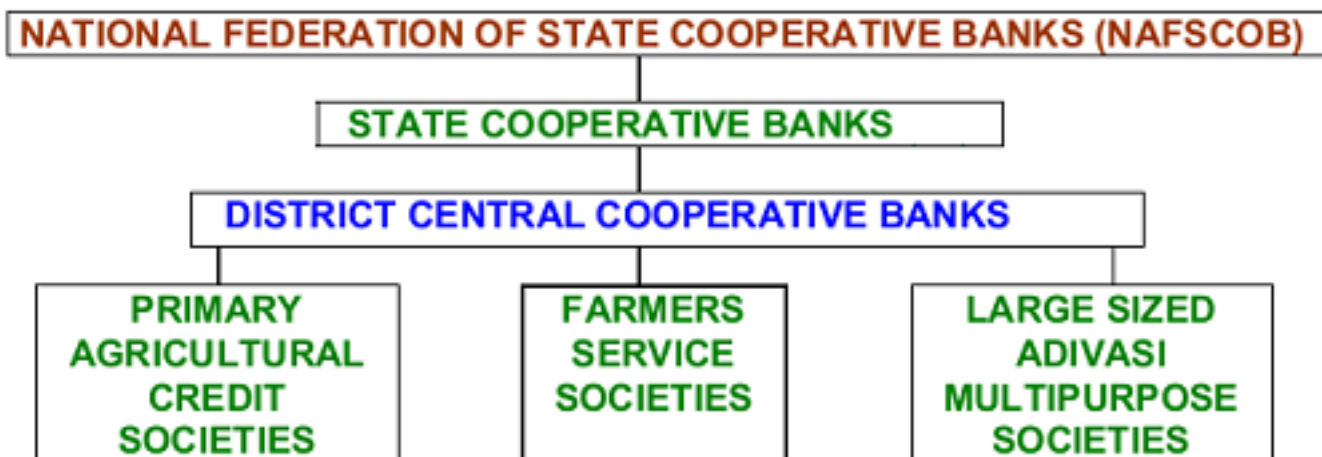 NATIONAL FEDERATION OF STATE COOPERATIVE BANKS (NAFSCOB)
STATE COOPERATIVE BANKS
DISTRICT CENTRAL COOPERATIVE BANKS
PRIMARY
AGRICULTURAL
CREDIT
SOCIETIES
FARMERS
SERVICE
SOCIETIES
LARGE SIZED
ADIVASI
MULTIPURPOSE
SOCIETIES